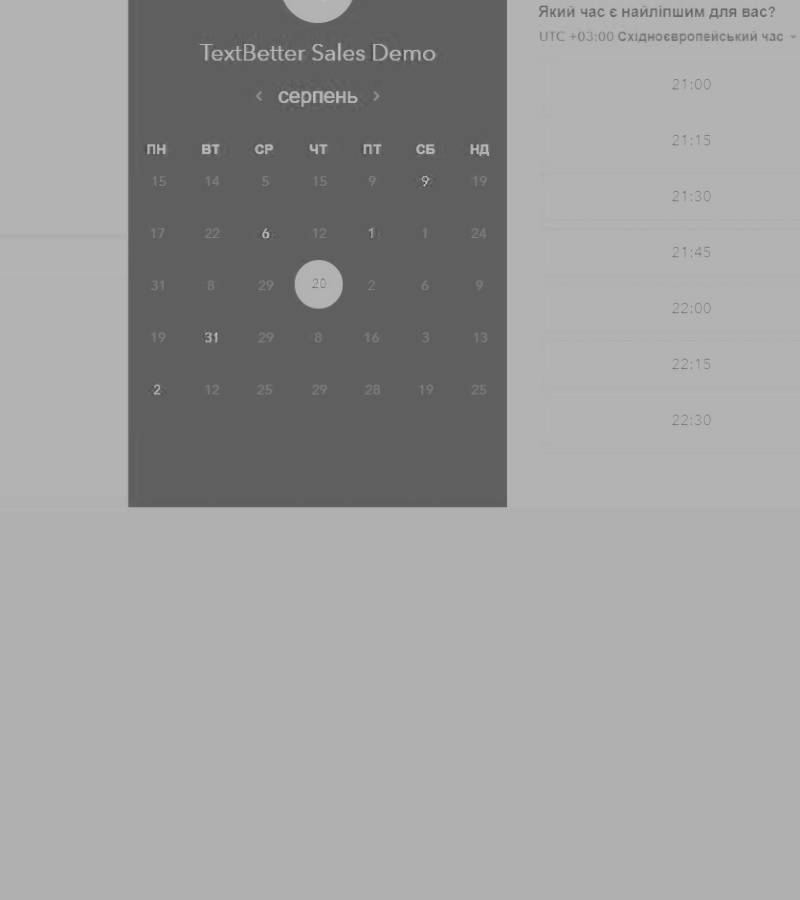 TextBetter Sales Demo
< серпень >
ПН ВТ СР ЧТ ПТ СБ НД
15 14 5 15 9 9 19
17 22 6 12 1 1 24
31 8 29 20 2 6 9
19 31 29 8 16 3 13
2 12 25 29 28 19 25
Який час є найліпшим для вас?
UTC +03:00 Східноєвропейський час
21:00
21:15
21:30
21:45
22:00
22:15
22:30